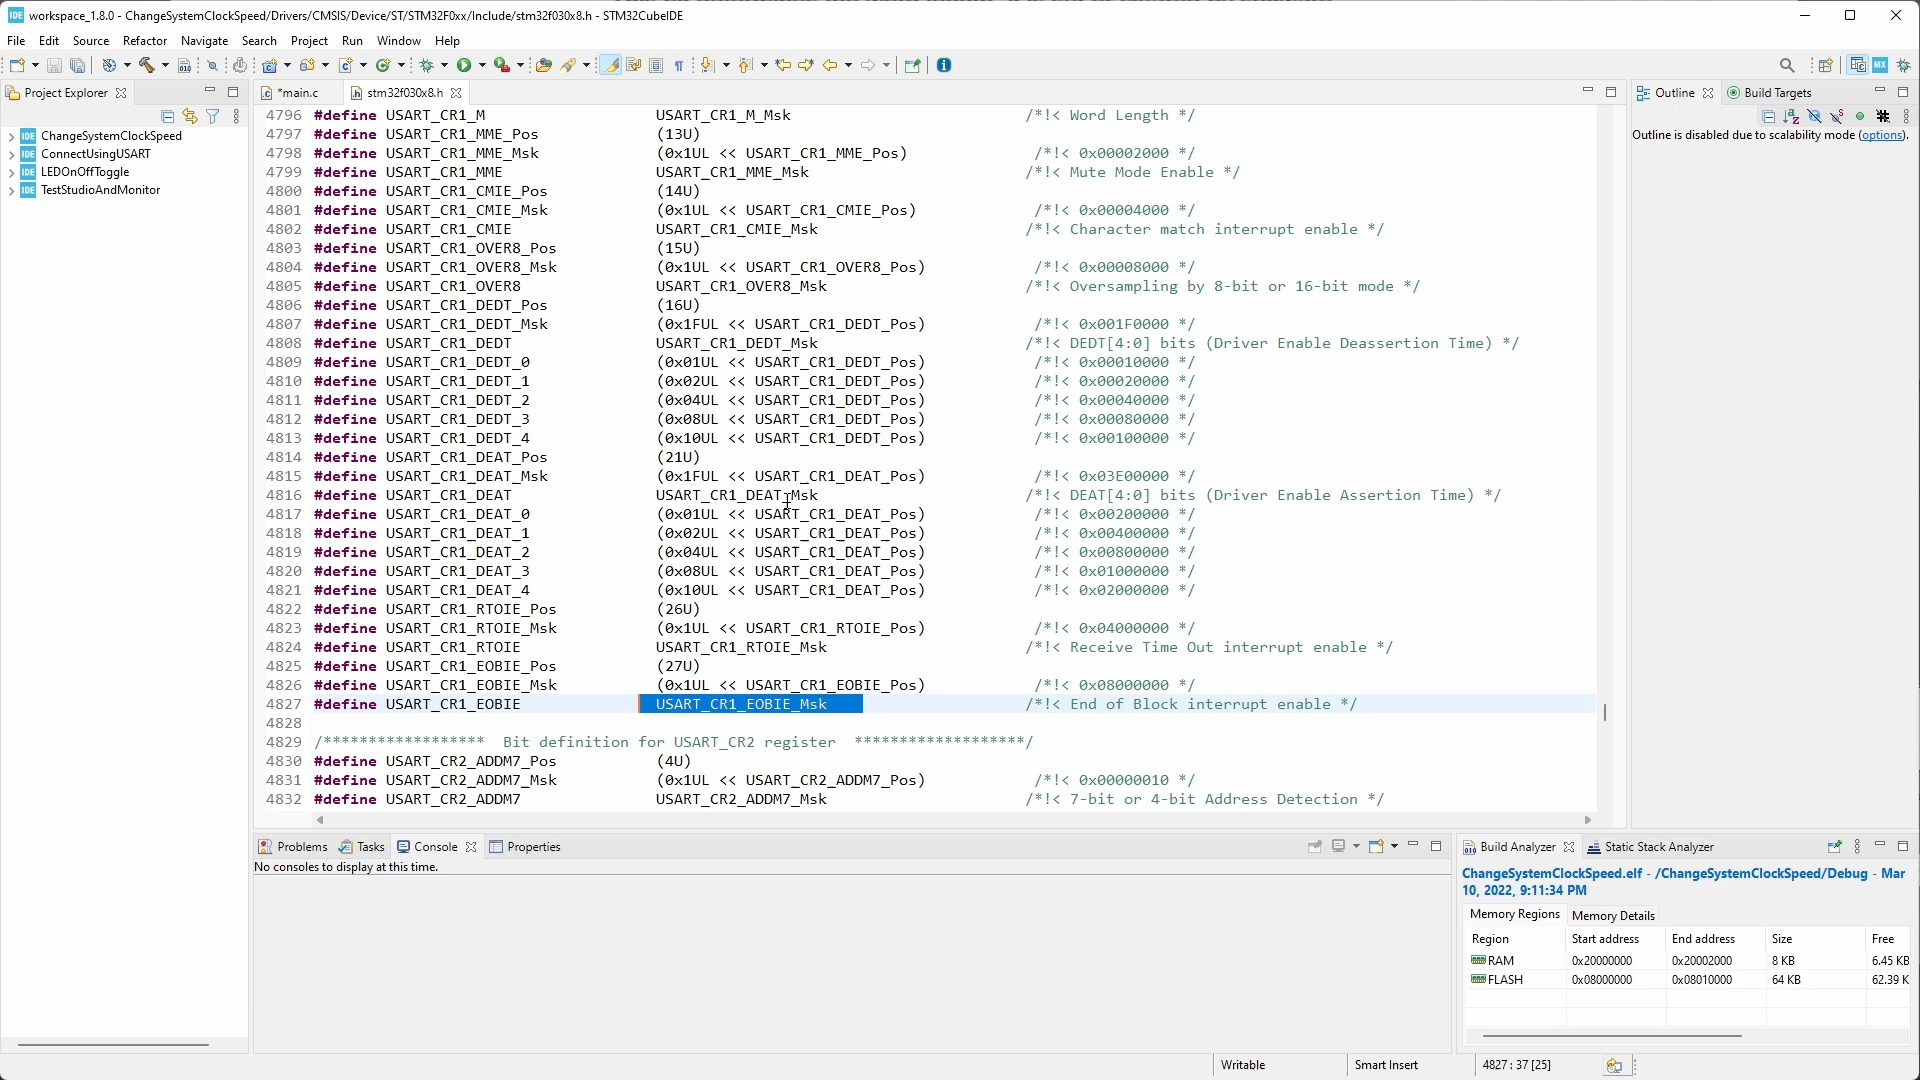 workspace_1.8.0 - ChangeSystemClockSpeed/Drivers/CMSIS/Device/ST/STM32F0xx/Include/stm32f030x8.h - STM32CubeIDE
File Edit Source Refactor Navigate Search Project Run Window Help
Project Explorer
ChangeSystemClockSpeed
ConnectUsingUSART
LEDOnOffToggle
TestStudioAndMonitor
*main.c stm32f030x8.h
4796 #define USART_CR1_M USART_CR1_M_Msk /*!< Word Length */
4797 #define USART_CR1_MME_Pos (13U)
4798 #define USART_CR1_MME_Msk (0x1UL << USART_CR1_MME_Pos) /*!< 0x00002000 */
4799 #define USART_CR1_MME USART_CR1_MME_Msk /*!< Mute Mode Enable */
4800 #define USART_CR1_CMIE_Pos (14U)
4801 #define USART_CR1_CMIE_Msk (0x1UL << USART_CR1_CMIE_Pos) /*!< 0x00004000 */
4802 #define USART_CR1_CMIE USART_CR1_CMIE_Msk /*!< Character match interrupt enable */
4803 #define USART_CR1_OVER8_Pos (15U)
4804 #define USART_CR1_OVER8_Msk (0x1UL << USART_CR1_OVER8_Pos) /*!< 0x00008000 */
4805 #define USART_CR1_OVER8 USART_CR1_OVER8_Msk /*!< Oversampling by 8-bit or 16-bit mode */
4806 #define USART_CR1_DEDT_Pos (16U)
4807 #define USART_CR1_DEDT_Msk (0x1FUL << USART_CR1_DEDT_Pos) /*!< 0x001F0000 */
4808 #define USART_CR1_DEDT USART_CR1_DEDT_Msk /*!< DEDT[4:0] bits (Driver Enable Deassertion Time) */
4809 #define USART_CR1_DEDT_0 (0x01UL << USART_CR1_DEDT_Pos) /*!< 0x00010000 */
4810 #define USART_CR1_DEDT_1 (0x02UL << USART_CR1_DEDT_Pos) /*!< 0x00020000 */
4811 #define USART_CR1_DEDT_2 (0x04UL << USART_CR1_DEDT_Pos) /*!< 0x00040000 */
4812 #define USART_CR1_DEDT_3 (0x08UL << USART_CR1_DEDT_Pos) /*!< 0x00080000 */
4813 #define USART_CR1_DEDT_4 (0x10UL << USART_CR1_DEDT_Pos) /*!< 0x00100000 */
4814 #define USART_CR1_DEAT_Pos (21U)
4815 #define USART_CR1_DEAT_Msk (0x1FUL << USART_CR1_DEAT_Pos) /*!< 0x03E00000 */
4816 #define USART_CR1_DEAT USART_CR1_DEAT_Msk /*!< DEAT[4:0] bits (Driver Enable Assertion Time) */
4817 #define USART_CR1_DEAT_0 (0x01UL << USART_CR1_DEAT_Pos) /*!< 0x00200000 */
4818 #define USART_CR1_DEAT_1 (0x02UL << USART_CR1_DEAT_Pos) /*!< 0x00400000 */
4819 #define USART_CR1_DEAT_2 (0x04UL << USART_CR1_DEAT_Pos) /*!< 0x00800000 */
4820 #define USART_CR1_DEAT_3 (0x08UL << USART_CR1_DEAT_Pos) /*!< 0x01000000 */
4821 #define USART_CR1_DEAT_4 (0x10UL << USART_CR1_DEAT_Pos) /*!< 0x02000000 */
4822 #define USART_CR1_RTOIE_Pos (26U)
4823 #define USART_CR1_RTOIE_Msk (0x1UL << USART_CR1_RTOIE_Pos) /*!< 0x04000000 */
4824 #define USART_CR1_RTOIE USART_CR1_RTOIE_Msk /*!< Receive Time Out interrupt enable */
4825 #define USART_CR1_EOBIE_Pos (27U)
4826 #define USART_CR1_EOBIE_Msk (0x1UL << USART_CR1_EOBIE_Pos) /*!< 0x08000000 */
4827 #define USART_CR1_EOBIE USART_CR1_EOBIE_Msk /*!< End of Block interrupt enable */
4828
4829 /****************** Bit definition for USART_CR2 register *******************/
4830 #define USART_CR2_ADDM7_Pos (4U)
4831 #define USART_CR2_ADDM7_Msk (0x1UL << USART_CR2_ADDM7_Pos) /*!< 0x00000010 */
4832 #define USART_CR2_ADDM7 USART_CR2_ADDM7_Msk /*!< 7-bit or 4-bit Address Detection */
Outline Build Targets
Outline is disabled due to scalability mode (options).
Problems Tasks Console Properties
No consoles to display at this time.
Build Analyzer Static Stack Analyzer
ChangeSystemClockSpeed.elf - /ChangeSystemClockSpeed/Debug - Mar
10, 2022, 9:11:34 PM
Memory Regions Memory Details
Region Start address End address Size Free
RAM 0x20000000 0x20002000 8 KB 6.45 KB
FLASH 0x08000000 0x08010000 64 KB 62.39 K
Writable Smart Insert 4827 : 37 [25]